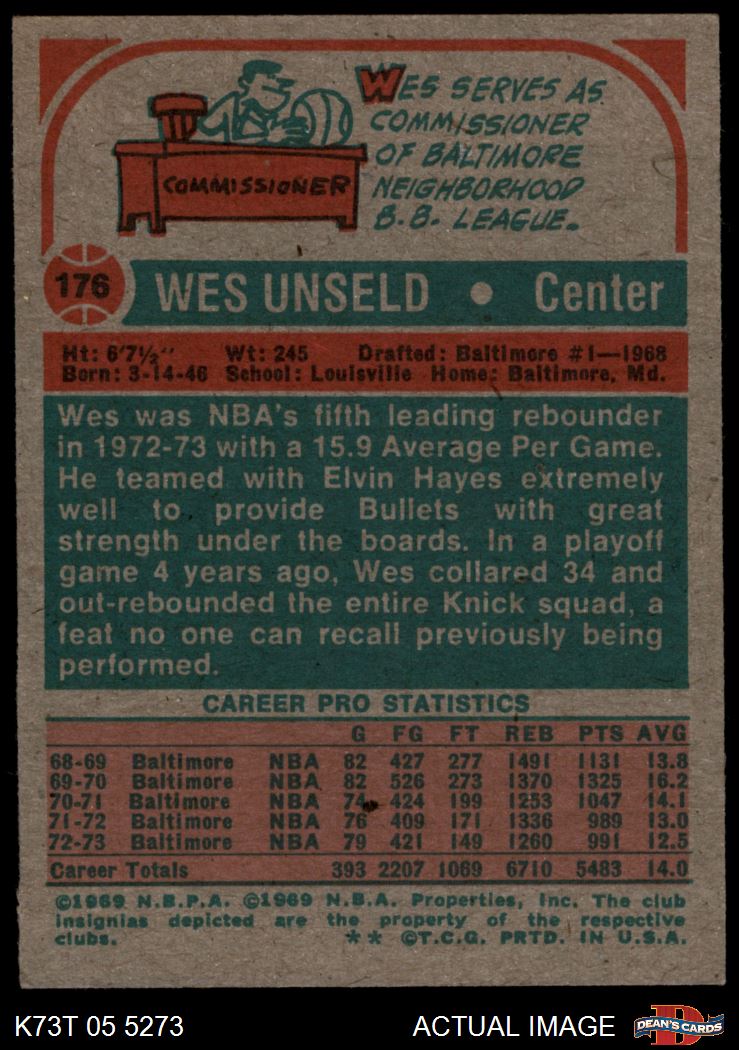 WES SERVES AS
COMMISSIONER
OF BALTIMORE
NEIGHBORHOOD
B.B. LEAGUE.
COMMISSIONER
176 WES UNSELD • Center
Ht: 6'7½" Wt: 245 Drafted: Baltimore #1—1968
Born: 3-14-46 School: Louisville Home: Baltimore, Md.
Wes was NBA's fifth leading rebounder
in 1972-73 with a 15.9 Average Per Game.
He teamed with Elvin Hayes extremely
well to provide Bullets with great
strength under the boards. In a playoff
game 4 years ago, Wes collared 34 and
out-rebounded the entire Knick squad, a
feat no one can recall previously being
performed.
CAREER PRO STATISTICS
G FG FT REB PTS AVG
68-69 Baltimore NBA 82 427 277 1491 1131 13.8
69-70 Baltimore NBA 82 526 273 1370 1325 16.2
70-71 Baltimore NBA 74 424 199 1253 1047 14.1
71-72 Baltimore NBA 76 409 171 1336 989 13.0
72-73 Baltimore NBA 79 421 149 1260 991 12.5
Career Totals 393 2207 1069 6710 5483 14.0
©1969 N.B.P.A. ©1969 N.B.A. Properties, Inc. The club
insignias depicted are the property of the respective
clubs. ** ©T.C.G. PRTD. IN U.S.A.
K73T 05 5273 ACTUAL IMAGE D DEAN'S CARDS